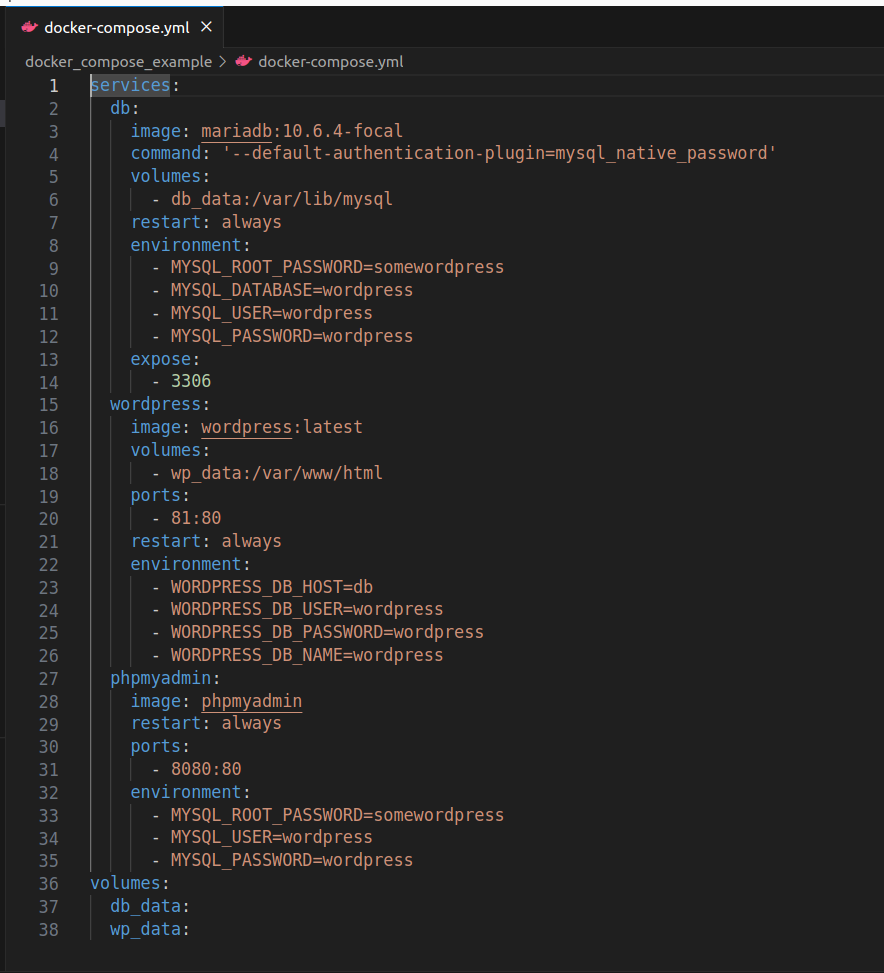 docker-compose.yml ×
docker_compose_example > docker-compose.yml
1 services:
2   db:
3     image: mariadb:10.6.4-focal
4     command: '--default-authentication-plugin=mysql_native_password'
5     volumes:
6       - db_data:/var/lib/mysql
7     restart: always
8     environment:
9       - MYSQL_ROOT_PASSWORD=somewordpress
10       - MYSQL_DATABASE=wordpress
11       - MYSQL_USER=wordpress
12       - MYSQL_PASSWORD=wordpress
13     expose:
14       - 3306
15   wordpress:
16     image: wordpress:latest
17     volumes:
18       - wp_data:/var/www/html
19     ports:
20       - 81:80
21     restart: always
22     environment:
23       - WORDPRESS_DB_HOST=db
24       - WORDPRESS_DB_USER=wordpress
25       - WORDPRESS_DB_PASSWORD=wordpress
26       - WORDPRESS_DB_NAME=wordpress
27   phpmyadmin:
28     image: phpmyadmin
29     restart: always
30     ports:
31       - 8080:80
32     environment:
33       - MYSQL_ROOT_PASSWORD=somewordpress
34       - MYSQL_USER=wordpress
35       - MYSQL_PASSWORD=wordpress
36 volumes:
37   db_data:
38   wp_data: